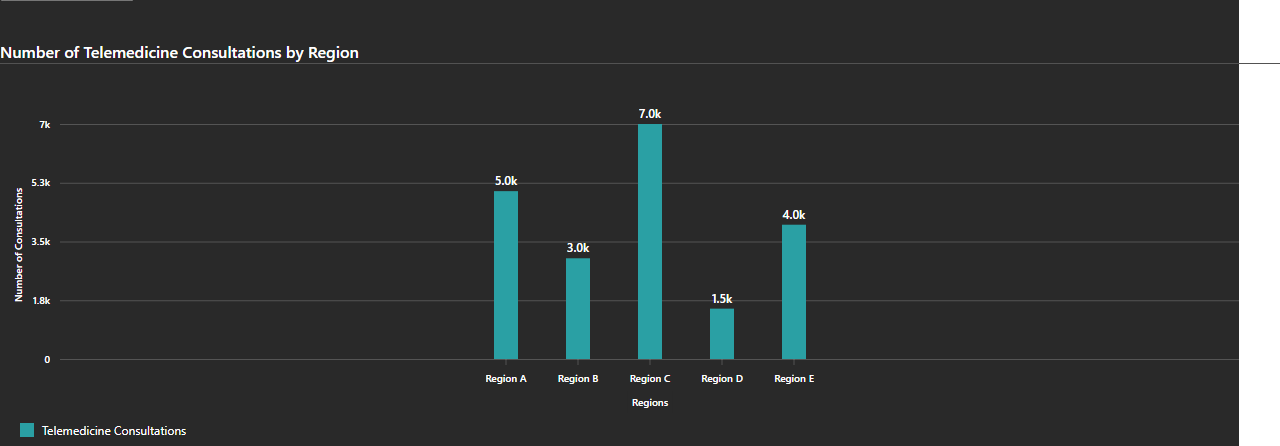 Number of Telemedicine Consultations by Region
Number of Consultations
7k
5.3k
3.5k
1.8k
0
5.0k
3.0k
7.0k
1.5k
4.0k
Region A
Region B
Region C
Region D
Region E
Regions
Telemedicine Consultations